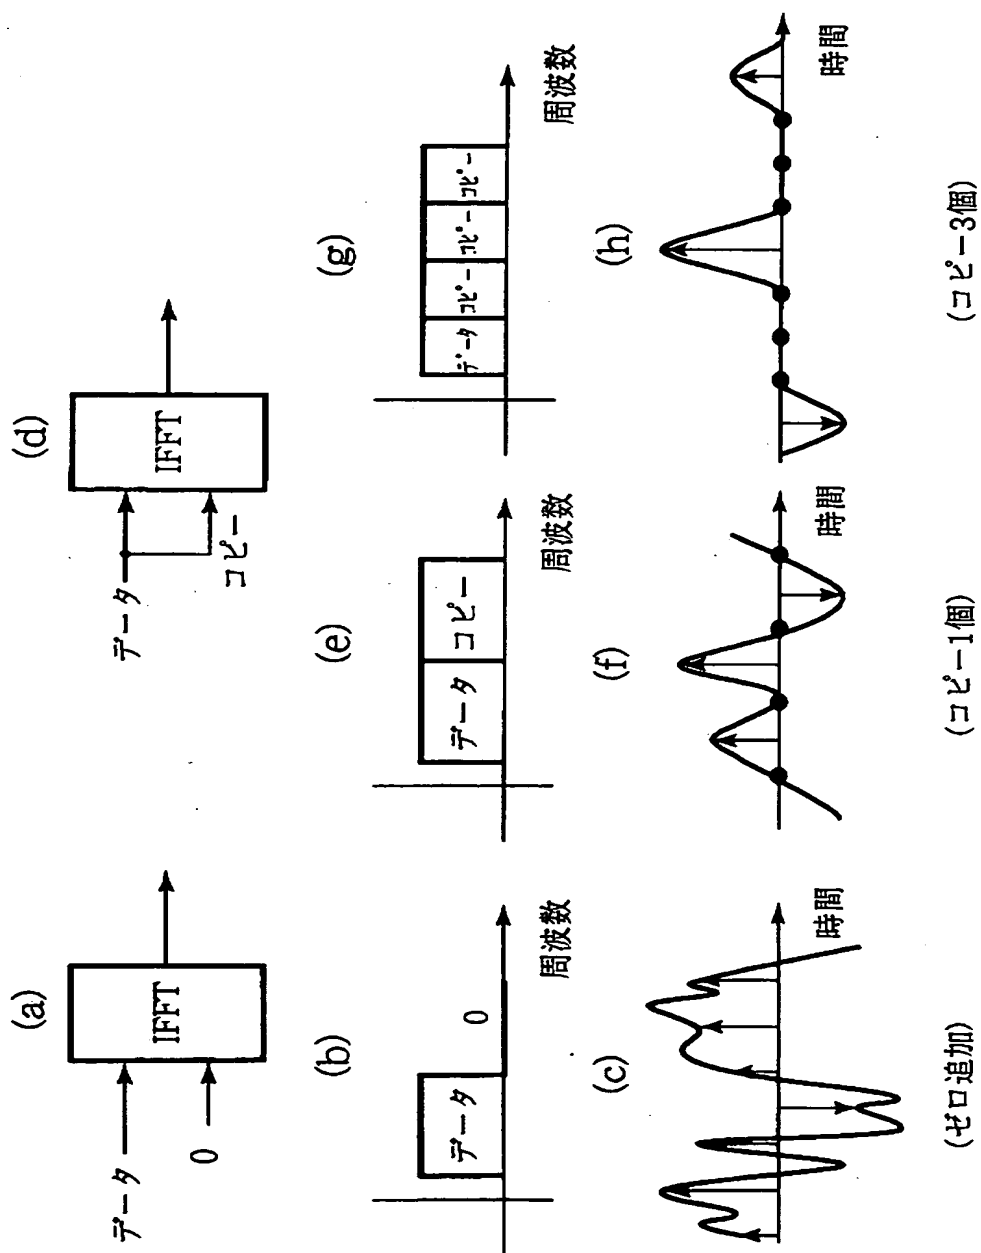 (a)
データ
0
IFFT
(b)
データ
0
周波数
(c)
時間
(ゼロ追加)
(d)
データ
コピー
IFFT
(e)
データ
コピー
周波数
(f)
時間
(コピー1個)
(g)
データ
コピー
コピー
コピー
周波数
(h)
時間
(コピー3個)